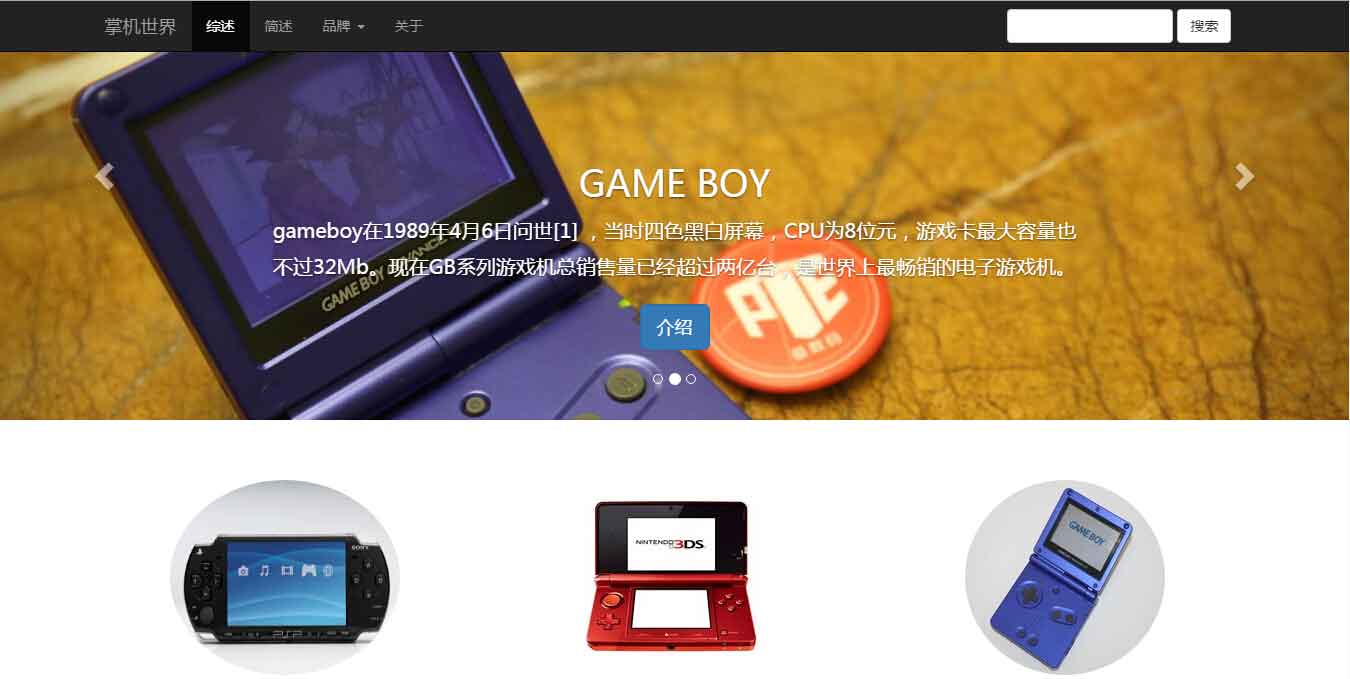 掌机世界 综述 简述 品牌 关于 搜索
GAME BOY
gameboy在1989年4月6日问世[1] ，当时四色黑白屏幕，CPU为8位元，游戏卡最大容量也
不过32Mb。现在GB系列游戏机总销售量已经超过两亿台，是世界上最畅销的电子游戏机。
GAME BOY ADVANCE
介绍
SONY
PSP
NINTENDO 3DS
GAME BOY